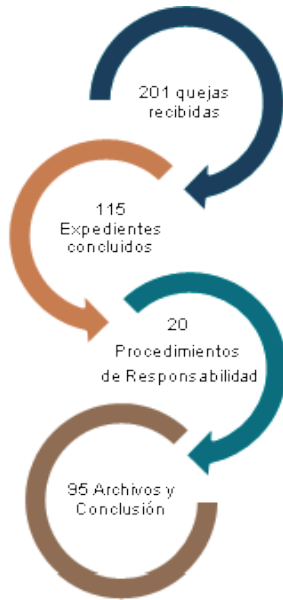 201 quejas
recibidas
115
Expedientes
concluidos
20
Procedimientos
de Responsabilidad
95 Archivos y
Conclusión